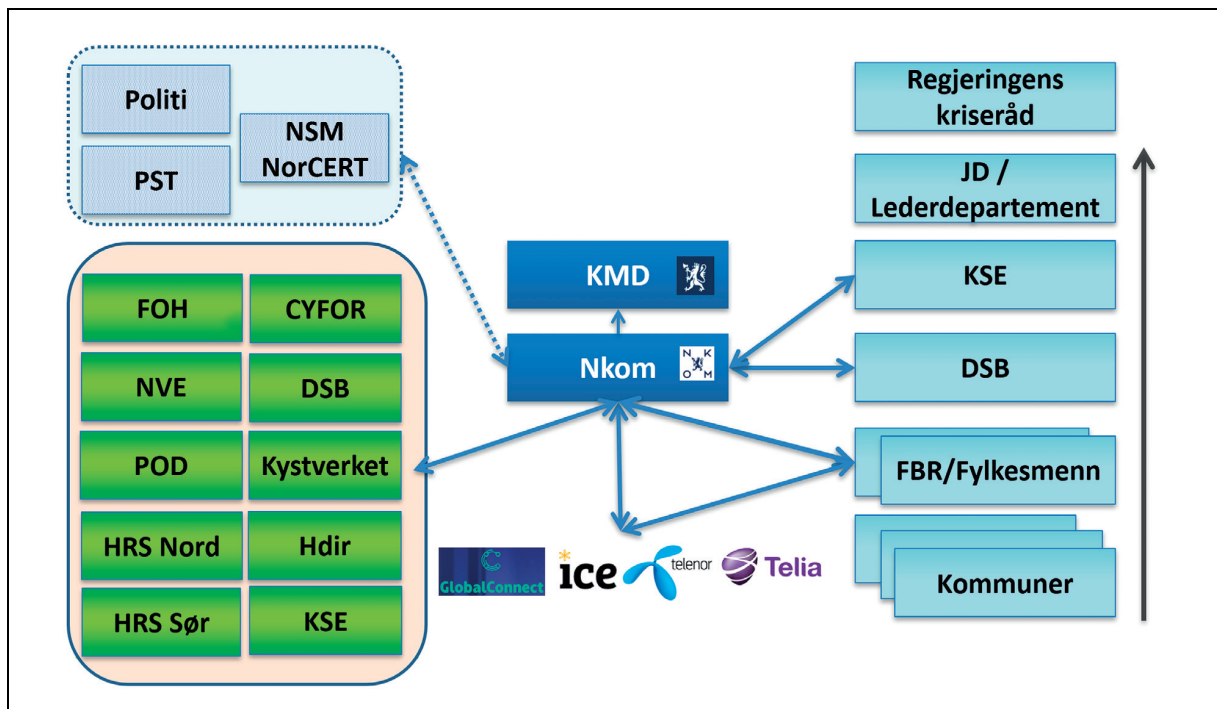 Politi
PST
NSM
NorCERT
FOH
CYFOR
NVE
DSB
POD
Kystverket
HRS Nord
Hdir
HRS Sør
KSE
KMD
Nkom
N K
O M
GlobalConnect
ice
telenor
Telia
Regjeringens
kriseråd
JD /
Lederdepartement
KSE
DSB
FBR/Fylkesmenn
Kommuner